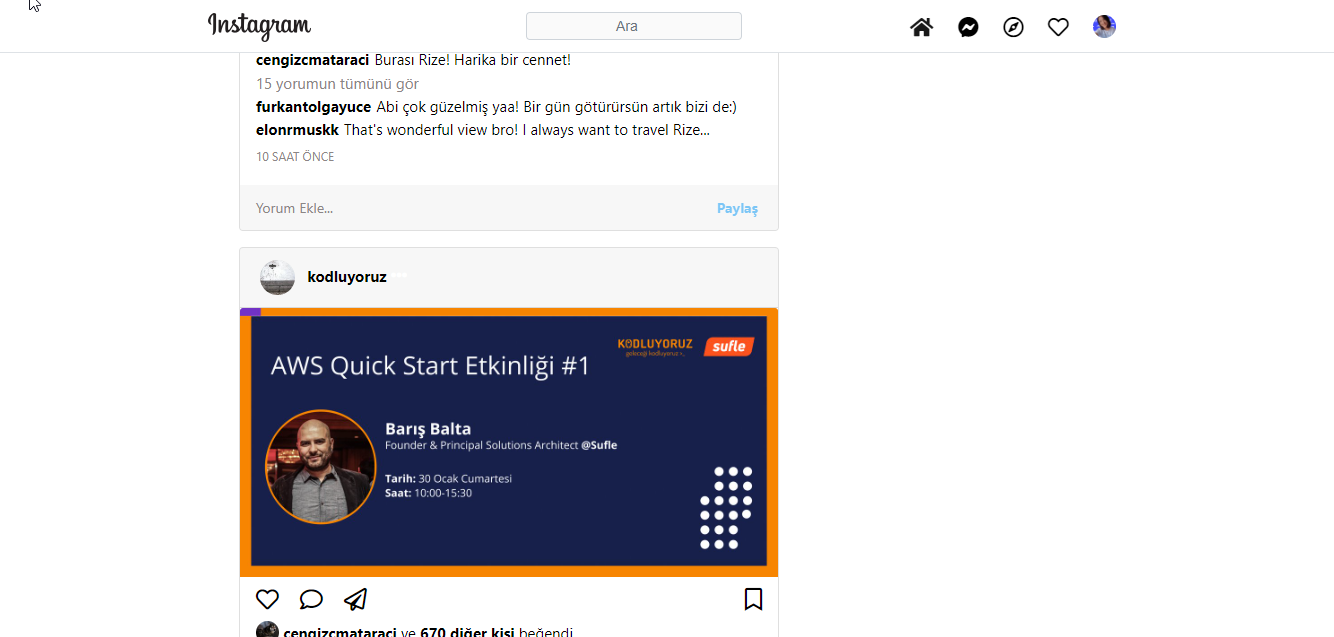 Instagram
Ara
cengizcmataraci Burası Rize! Harika bir cennet!
15 yorumun tümünü gör
furkantolgayuce Abi çok güzelmiş yaa! Bir gün götürürsün artık bizi de:)
elonrmuskk That's wonderful view bro! I always want to travel Rize...
10 SAAT ÖNCE
Yorum Ekle...
Paylaş
kodluyoruz
KODLUYORUZ
geleceği kodluyoruz >_
sufle
AWS Quick Start Etkinliği #1
Barış Balta
Founder & Principal Solutions Architect @Sufle
Tarih: 30 Ocak Cumartesi
Saat: 10:00-15:30
cengizcmataraci ve 670 diğer kişi beğendi